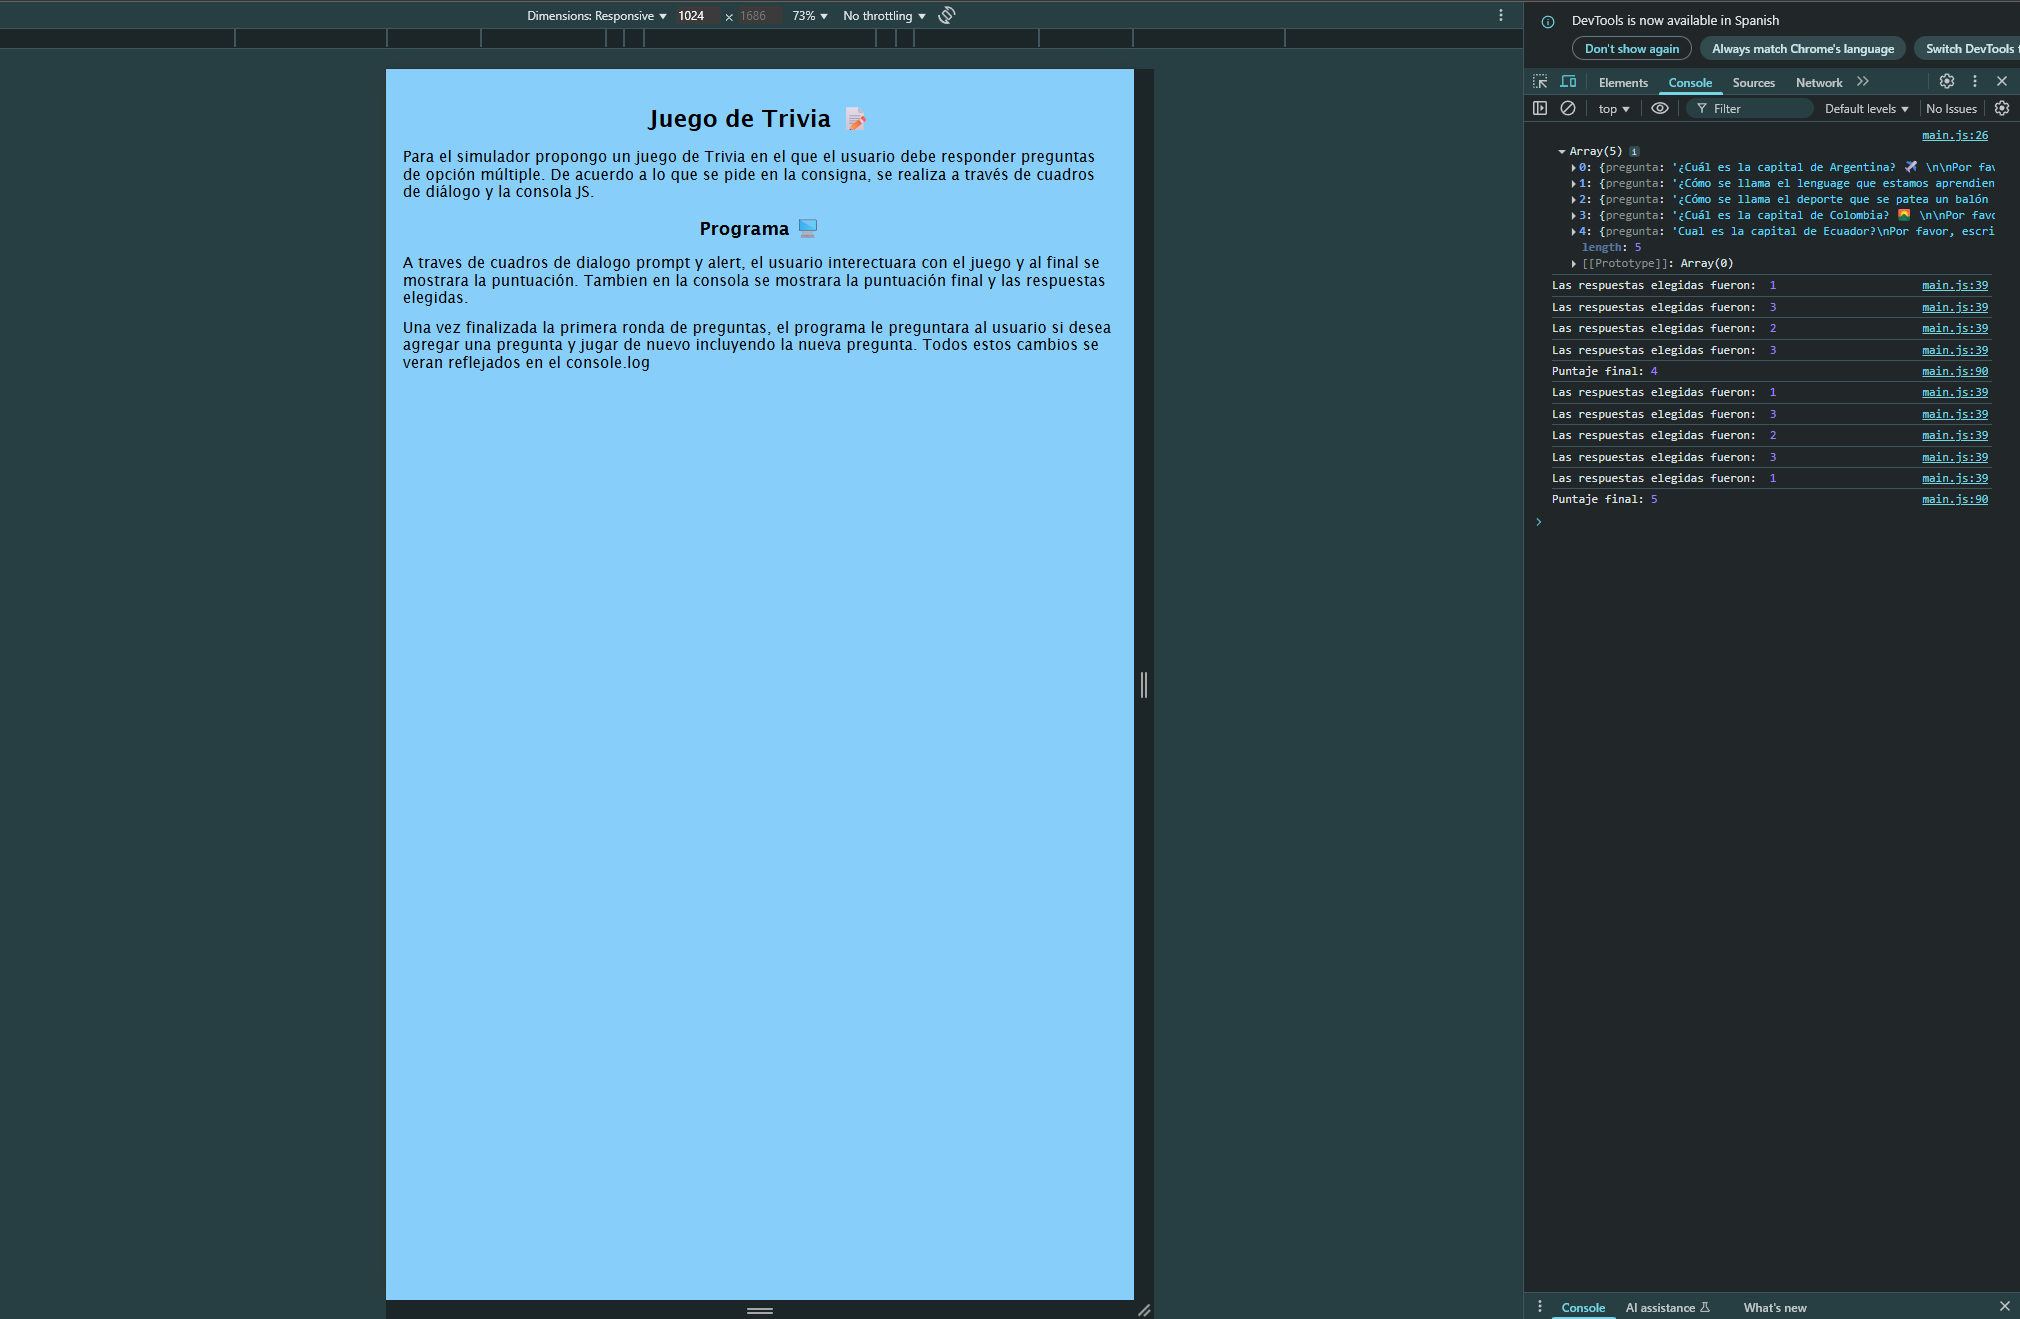 Dimensions: Responsive 1024 × 1686 73% No throttling
Juego de Trivia
Para el simulador propongo un juego de Trivia en el que el usuario debe responder preguntas
de opción múltiple. De acuerdo a lo que se pide en la consigna, se realiza a través de cuadros
de diálogo y la consola JS.
Programa
A traves de cuadros de dialogo prompt y alert, el usuario interectuara con el juego y al final se
mostrara la puntuación. Tambien en la consola se mostrara la puntuación final y las respuestas
elegidas.
Una vez finalizada la primera ronda de preguntas, el programa le preguntara al usuario si desea
agregar una pregunta y jugar de nuevo incluyendo la nueva pregunta. Todos estos cambios se
veran reflejados en el console.log
DevTools is now available in Spanish
Don't show again Always match Chrome's language Switch DevTools t
Elements Console Sources Network
top Filter Default levels No Issues
main.js:26
Array(5) i
0: {pregunta: '¿Cuál es la capital de Argentina? ✈️ \n\nPor fav
1: {pregunta: '¿Cómo se llama el lenguage que estamos aprendien
2: {pregunta: '¿Cómo se llama el deporte que se patea un balón
3: {pregunta: '¿Cuál es la capital de Colombia? 🌄 \n\nPor favo
4: {pregunta: 'Cual es la capital de Ecuador?\nPor favor, escri
length: 5
[[Prototype]]: Array(0)
Las respuestas elegidas fueron: 1 main.js:39
Las respuestas elegidas fueron: 3 main.js:39
Las respuestas elegidas fueron: 2 main.js:39
Las respuestas elegidas fueron: 3 main.js:39
Puntaje final: 4 main.js:90
Las respuestas elegidas fueron: 1 main.js:39
Las respuestas elegidas fueron: 3 main.js:39
Las respuestas elegidas fueron: 2 main.js:39
Las respuestas elegidas fueron: 3 main.js:39
Las respuestas elegidas fueron: 1 main.js:39
Puntaje final: 5 main.js:90
Console AI assistance What's new